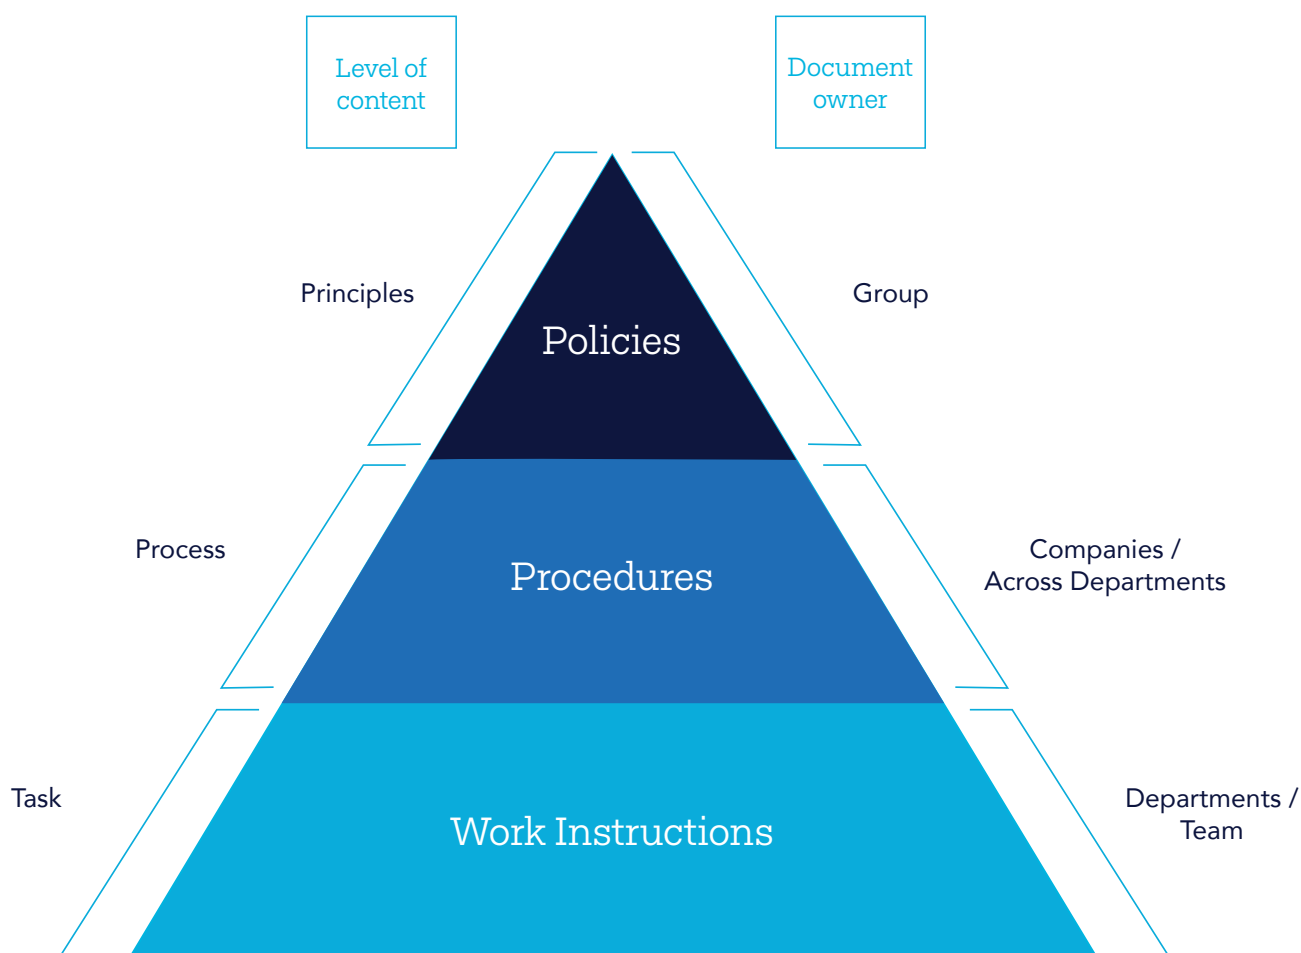 Level of
content
Document
owner
Principles
Policies
Group
Process
Procedures
Companies /
Across Departments
Task
Work Instructions
Departments /
Team